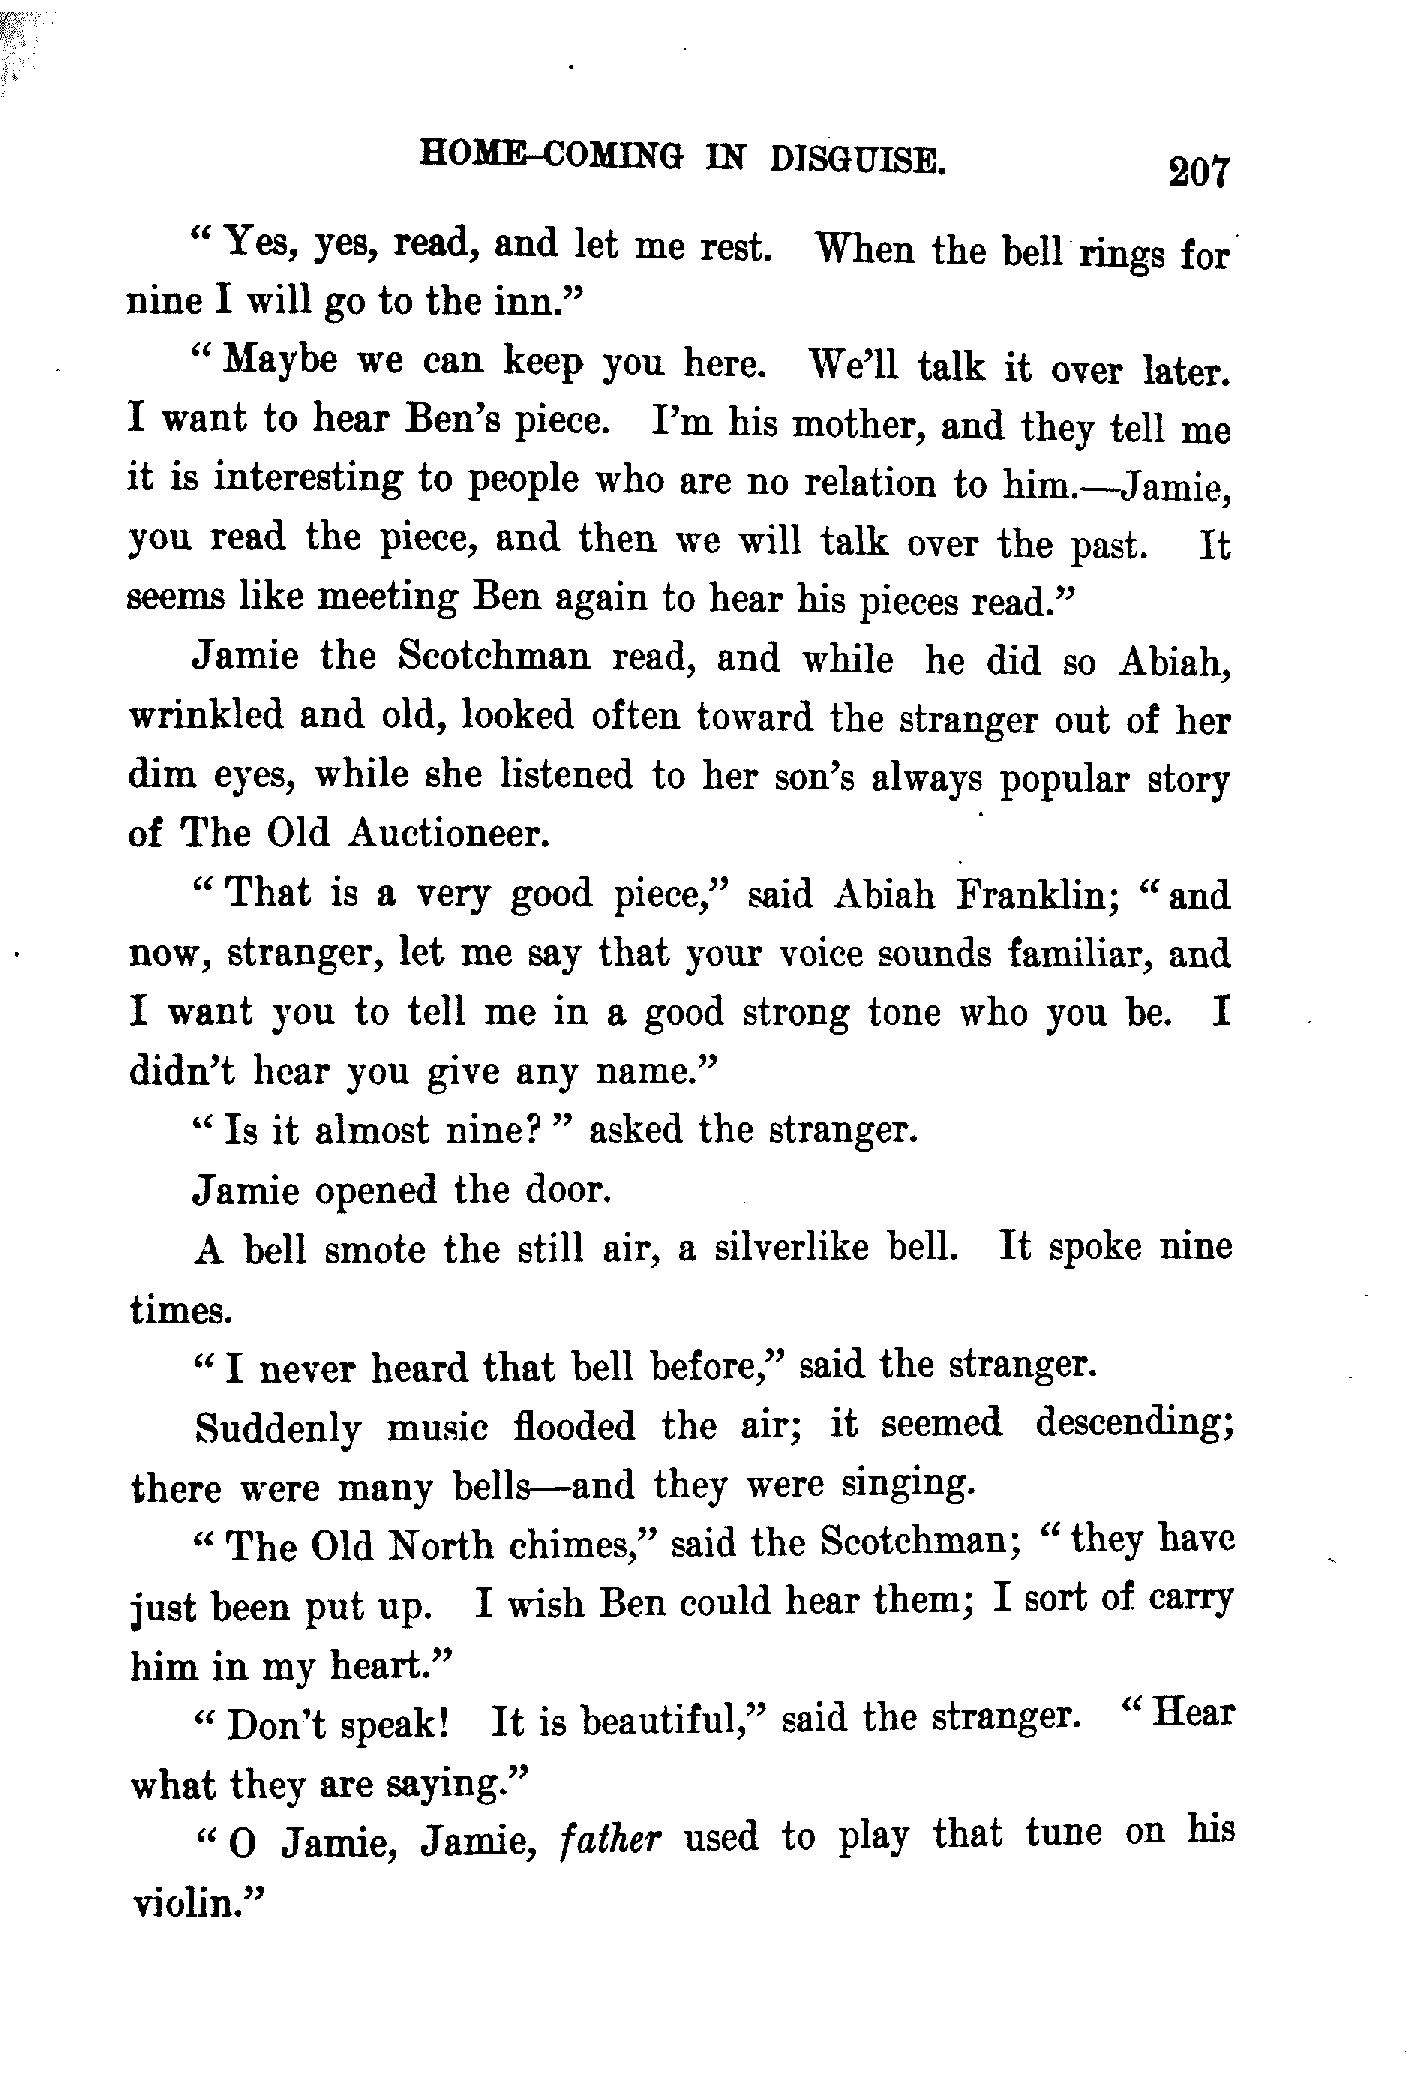 HOME-COMING IN DISGUISE. 207
“ Yes, yes, read, and let me rest. When the bell rings for
nine I will go to the inn.”
“ Maybe we can keep you here. We’ll talk it over later.
I want to hear Ben’s piece. I’m his mother, and they tell me
it is interesting to people who are no relation to him.—Jamie,
you read the piece, and then we will talk over the past. It
seems like meeting Ben again to hear his pieces read.”
Jamie the Scotchman read, and while he did so Abiah,
wrinkled and old, looked often toward the stranger out of her
dim eyes, while she listened to her son’s always popular story
of The Old Auctioneer.
“ That is a very good piece,” said Abiah Franklin; “ and
now, stranger, let me say that your voice sounds familiar, and
I want you to tell me in a good strong tone who you be. I
didn’t hear you give any name.”
“ Is it almost nine? ” asked the stranger.
Jamie opened the door.
A bell smote the still air, a silverlike bell. It spoke nine
times.
“ I never heard that bell before,” said the stranger.
Suddenly music flooded the air; it seemed descending;
there were many bells—and they were singing.
“ The Old North chimes,” said the Scotchman; “ they have
just been put up. I wish Ben could hear them; I sort of carry
him in my heart.”
“ Don’t speak! It is beautiful,” said the stranger. “ Hear
what they are saying.”
“ O Jamie, Jamie, father used to play that tune on his
violin.”